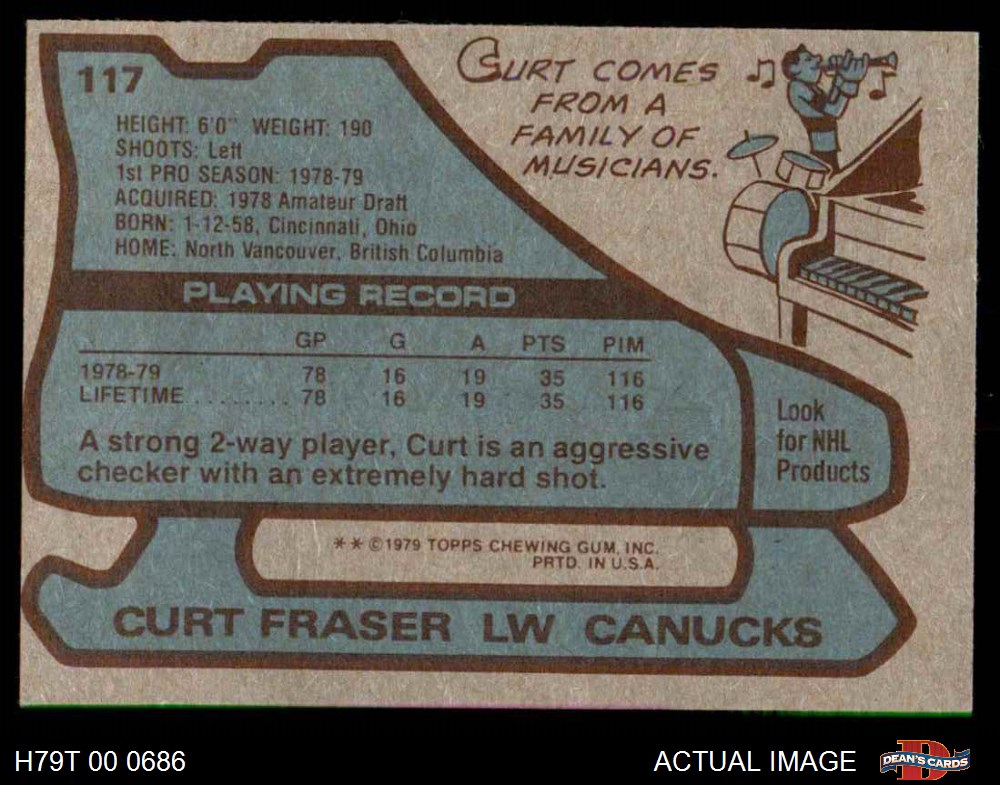 117
HEIGHT: 6'0" WEIGHT: 190
SHOOTS: Left
1st PRO SEASON: 1978-79
ACQUIRED: 1978 Amateur Draft
BORN: 1-12-58, Cincinnati, Ohio
HOME: North Vancouver, British Columbia
CURT COMES
FROM A
FAMILY OF
MUSICIANS.
PLAYING RECORD
GP G A PTS PIM
1978-79 78 16 19 35 116
LIFETIME ........ 78 16 19 35 116
A strong 2-way player, Curt is an aggressive
checker with an extremely hard shot.
Look
for NHL
Products
** ©1979 TOPPS CHEWING GUM, INC.
PRTD. IN U.S.A.
CURT FRASER LW CANUCKS
H79T 00 0686
ACTUAL IMAGE
D
DEAN'S CARDS